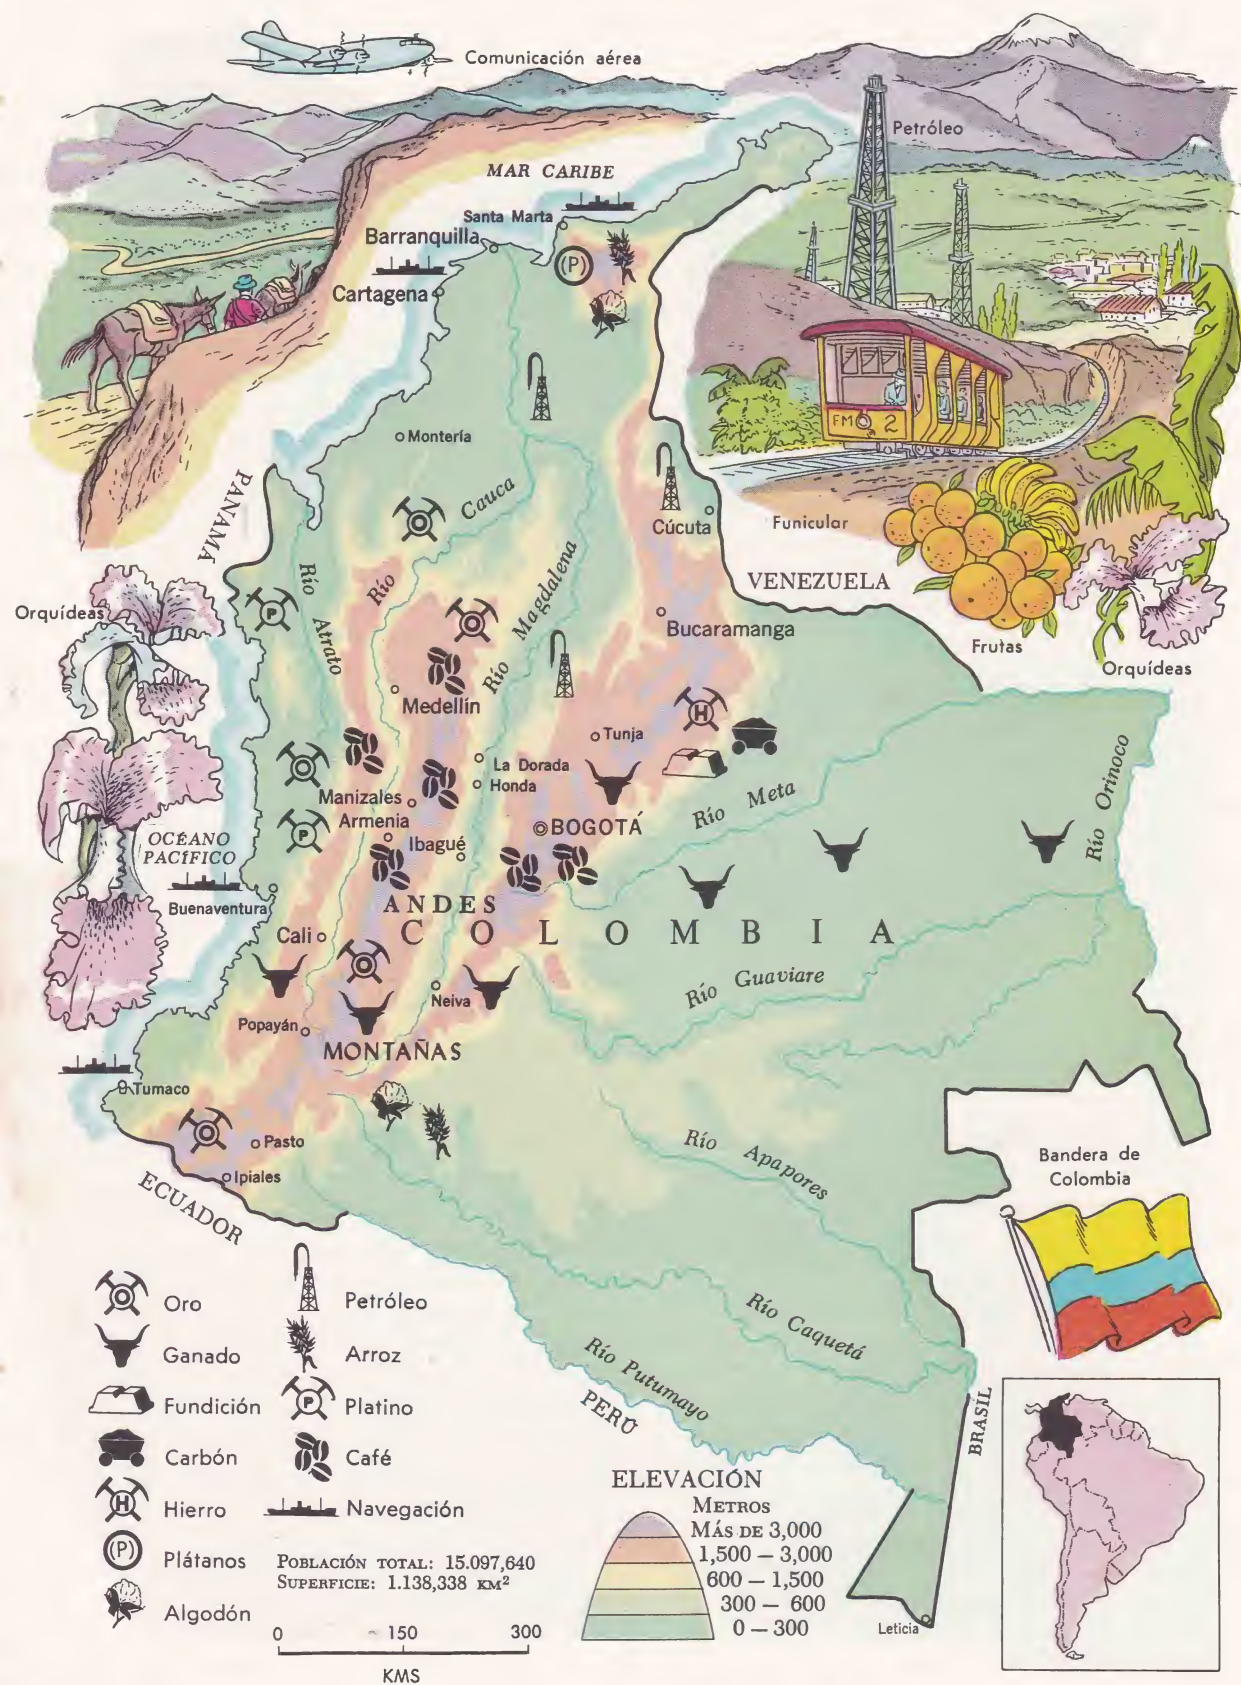 Comunicación aérea
Petróleo
MAR CARIBE
Santa Marta
Barranquilla
(P)
Cartagena
Montería
FM 2
PANAMA
Río Cauca
Cúcuta
Funicular
VENEZUELA
Río Atrato
Río Magdalena
Orquídeas
P
Bucaramanga
Frutas
Orquídeas
Medellín
H
Tunja
La Dorada
Honda
Río Meta
Río Orinoco
Manizales
Armenia
P
BOGOTÁ
Ibagué
OCÉANO
PACÍFICO
Buenaventura
ANDES
COLOMBIA
Cali
Río Guaviare
Neiva
Popayán
MONTAÑAS
Tumaco
Pasto
Río Apapores
Bandera de
Colombia
Ipiales
ECUADOR
Oro
Petróleo
Río Caquetá
Ganado
Arroz
Río Putumayo
Fundición
P Platino
PERÚ
BRASIL
Carbón
Café
H Hierro
Navegación
(P) Plátanos
Algodón
POBLACIÓN TOTAL: 15.097,640
SUPERFICIE: 1.138,338 KM²
0 150 300
KMS
ELEVACIÓN
METROS
MÁS DE 3,000
1,500 — 3,000
600 — 1,500
300 — 600
0 — 300
Leticia